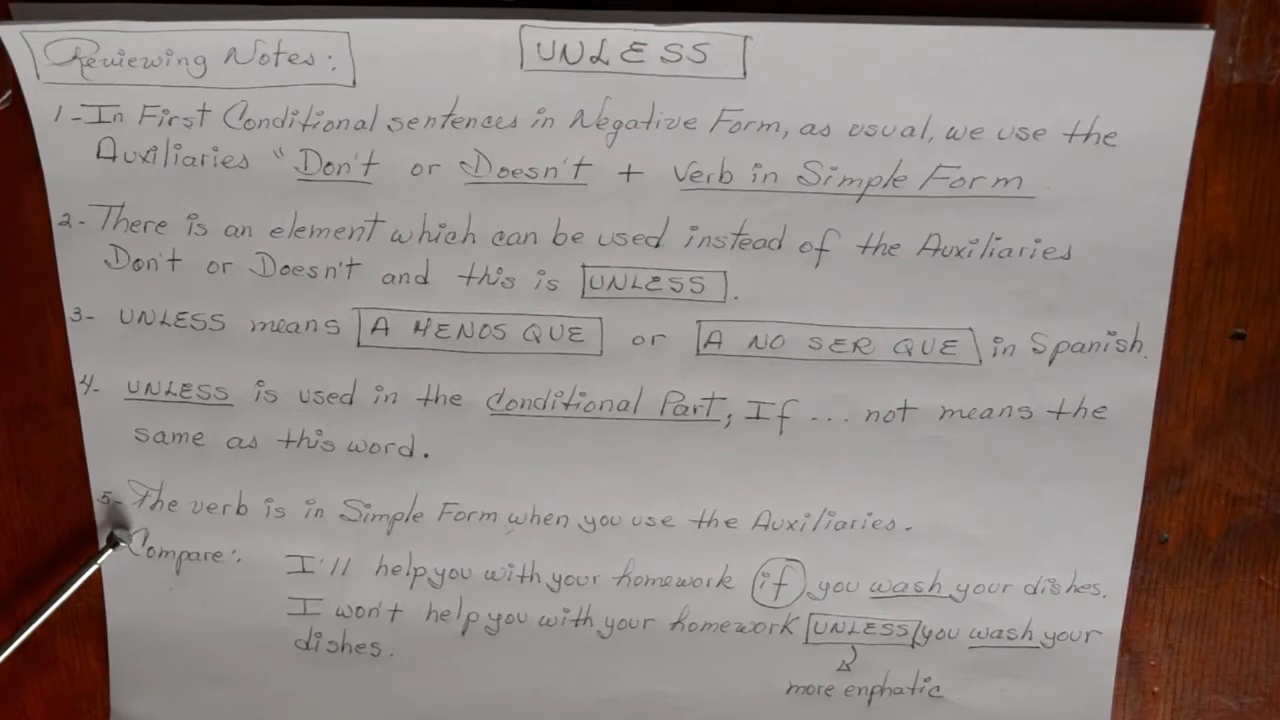 Reviewing Notes:
UNLESS
1-In First Conditional sentences in Negative Form, as usual, we use the
Auxiliaries "Don't or Doesn't + Verb in Simple Form
2-There is an element which can be used instead of the Auxiliaries
Don't or Doesn't and this is UNLESS.
3- UNLESS means A MENOS QUE or A NO SER QUE in Spanish.
4- UNLESS is used in the Conditional Part, If ... not means the
same as this word.
5-The verb is in Simple Form when you use the Auxiliaries.
Compare: I'll help you with your homework if you wash your dishes.
I won't help you with your homework UNLESS you wash your
dishes.
more enphatic